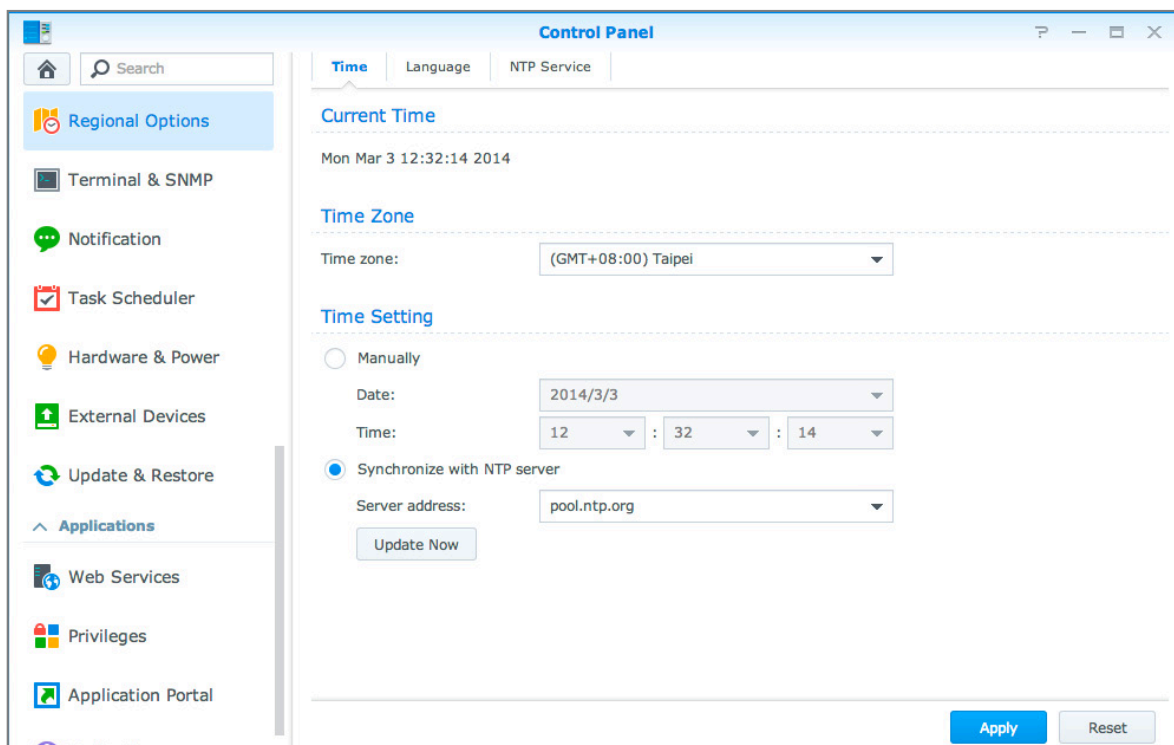 Control Panel
Search
Regional Options
Terminal & SNMP
Notification
Task Scheduler
Hardware & Power
External Devices
Update & Restore
Applications
Web Services
Privileges
Application Portal
Time Language NTP Service
Current Time
Mon Mar 3 12:32:14 2014
Time Zone
Time zone: (GMT+08:00) Taipei
Time Setting
Manually
Date: 2014/3/3
Time: 12 : 32 : 14
Synchronize with NTP server
Server address: pool.ntp.org
Update Now
Apply Reset